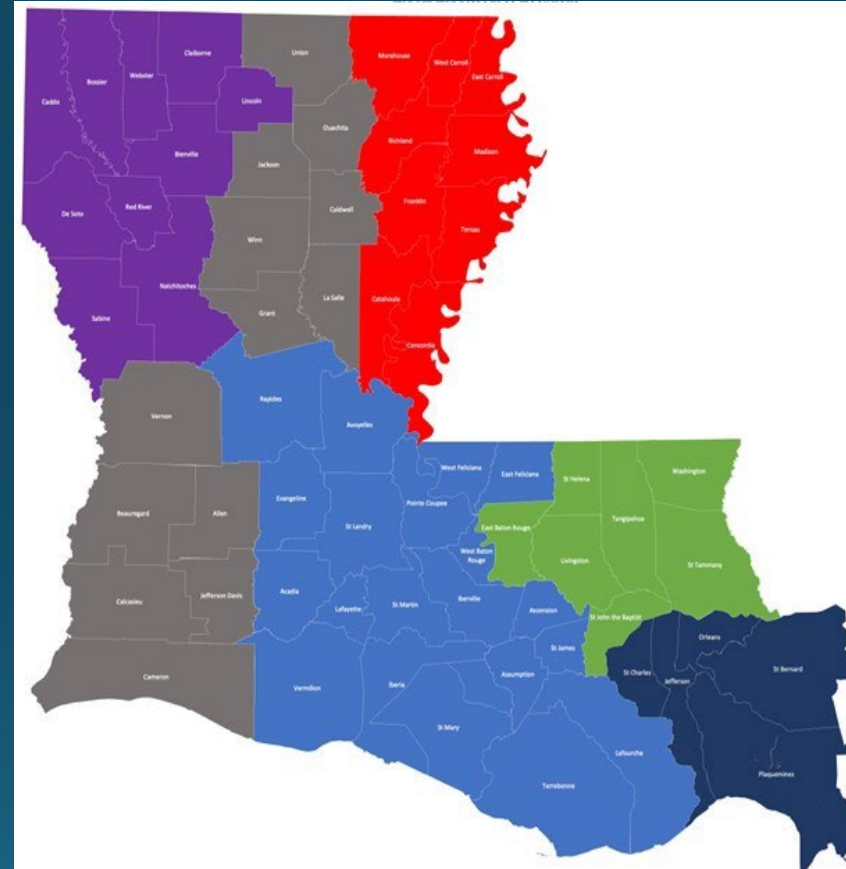 Claiborne
Union
Morehouse
West Carroll
East Carroll
Webster
Bossier
Caddo
Lincoln
Ouachita
Richland
Madison
Bienville
Jackson
Franklin
Red River
De Soto
Caldwell
Tensas
Winn
Natchitoches
La Salle
Catahoula
Sabine
Grant
Concordia
Rapides
Vernon
Avoyelles
West Feliciana
East Feliciana
St Helena
Washington
Tangipahoa
Evangeline
Pointe Coupee
Beauregard
Allen
St Landry
East Baton Rouge
West Baton
Rouge
Livingston
St Tammany
Acadia
Jefferson Davis
Calcasieu
Lafayette
St Martin
Iberville
Ascension
St John the Baptist
Orleans
St James
St Charles
Jefferson
St Bernard
Cameron
Vermilion
Iberia
Assumption
St Mary
Lafourche
Plaquemines
Terrebonne